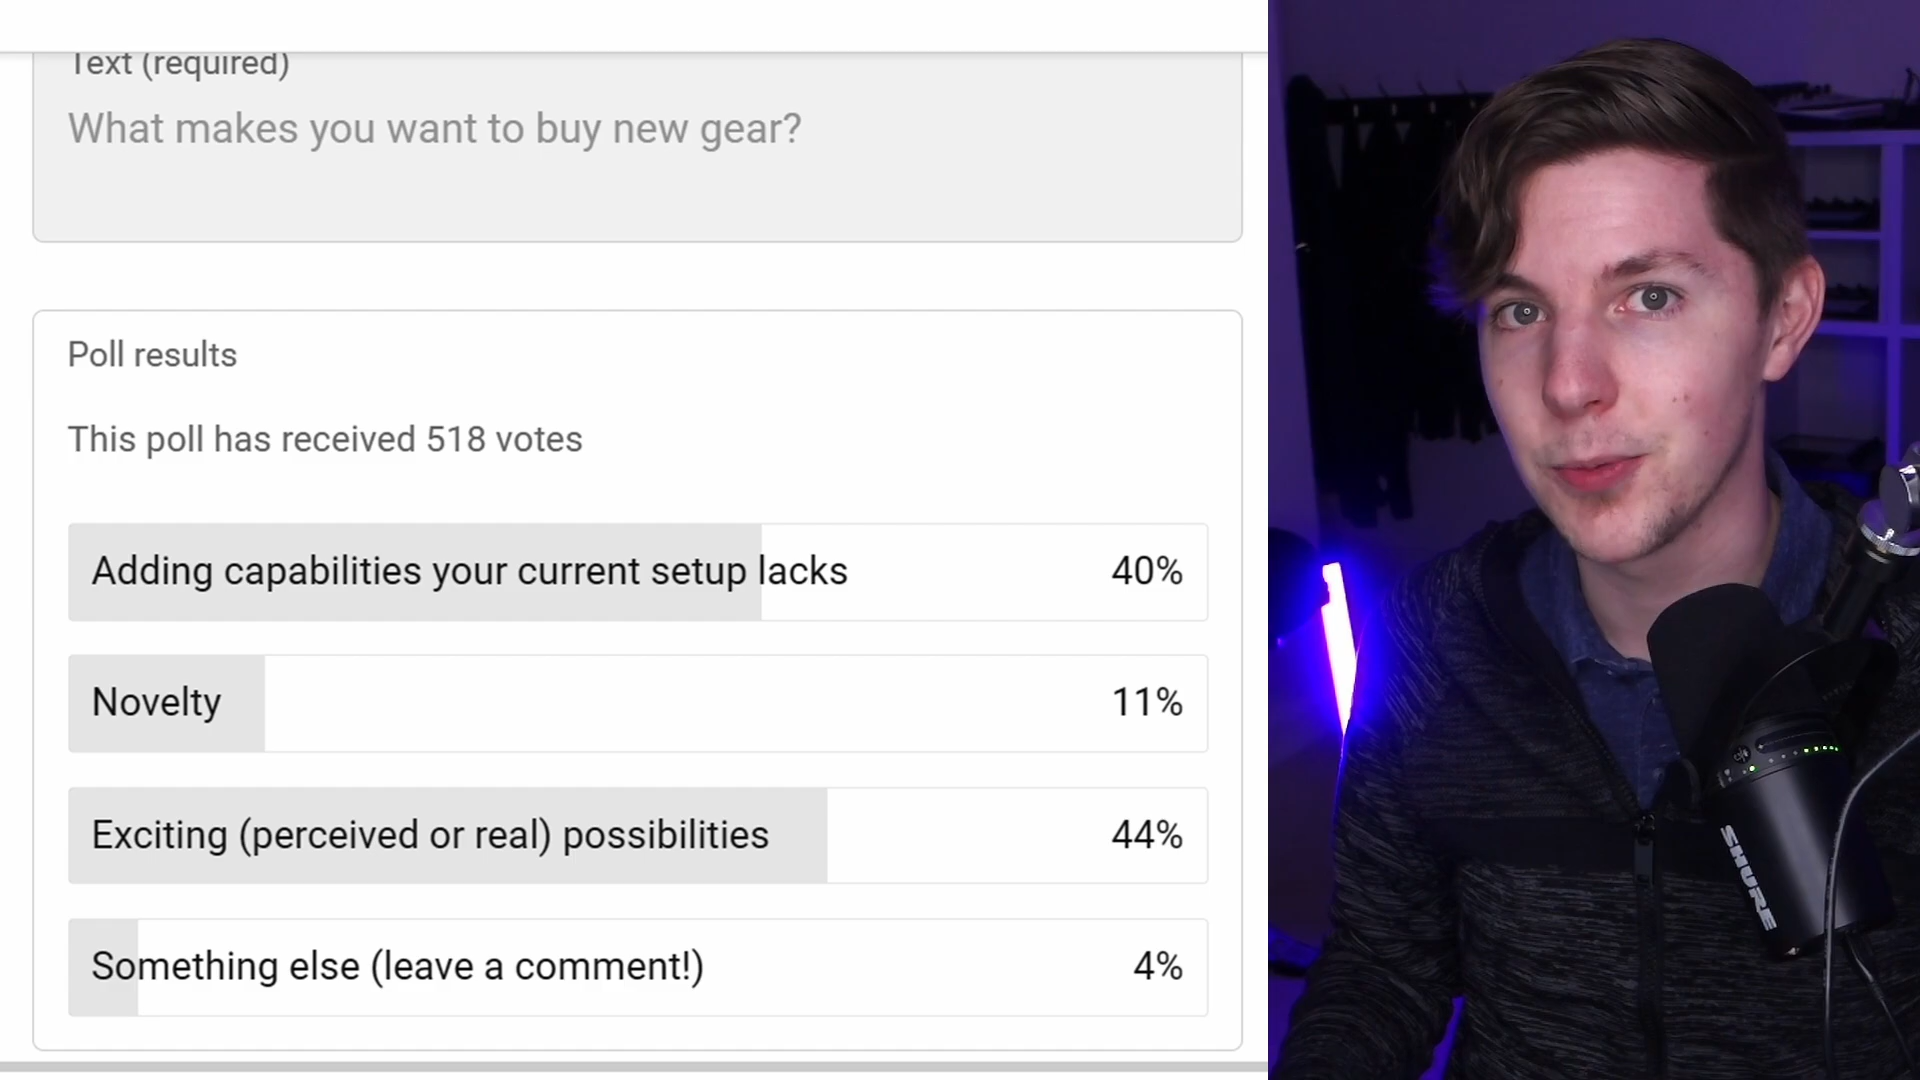 Text (required)
What makes you want to buy new gear?
Poll results
This poll has received 518 votes
Adding capabilities your current setup lacks 40%
Novelty 11%
Exciting (perceived or real) possibilities 44%
Something else (leave a comment!) 4%
SHURE